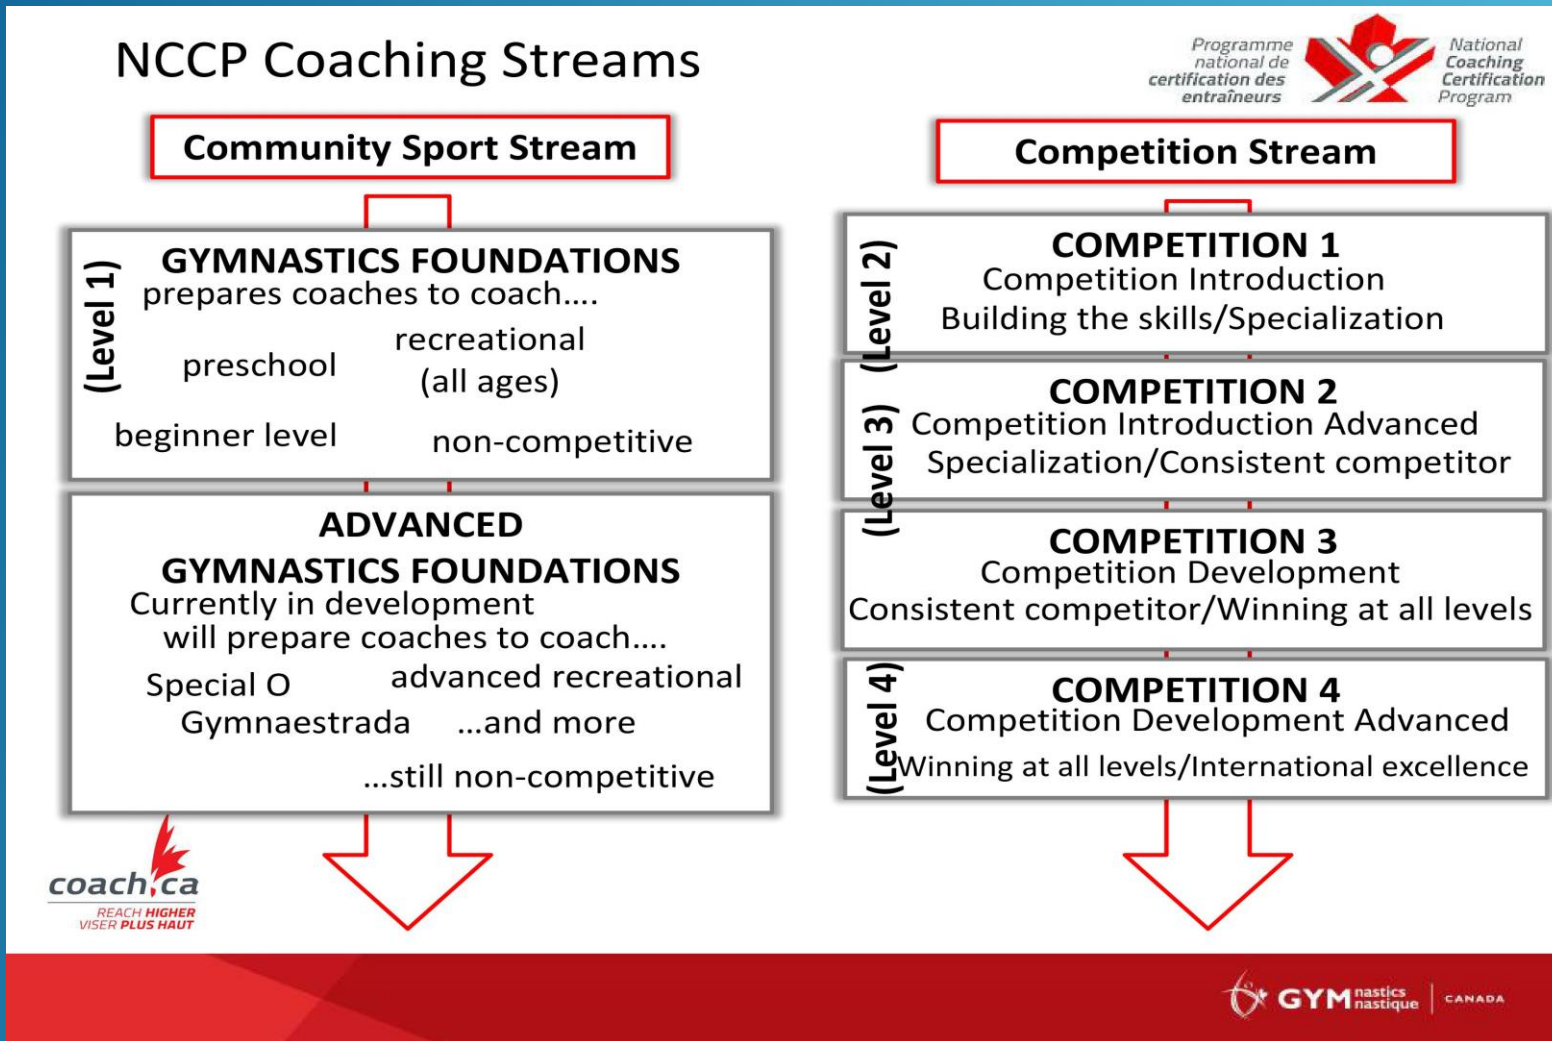 NCCP Coaching Streams
Programme
national de
certification des
entraîneurs
National
Coaching
Certification
Program
Community Sport Stream
(Level 1)
GYMNASTICS FOUNDATIONS
prepares coaches to coach....
preschool
recreational
(all ages)
beginner level
non-competitive
ADVANCED
GYMNASTICS FOUNDATIONS
Currently in development
will prepare coaches to coach....
Special O
advanced recreational
Gymnaestrada
...and more
...still non-competitive
Competition Stream
(Level 2)
COMPETITION 1
Competition Introduction
Building the skills/Specialization
(Level 3)
COMPETITION 2
Competition Introduction Advanced
Specialization/Consistent competitor
COMPETITION 3
Competition Development
Consistent competitor/Winning at all levels
(Level 4)
COMPETITION 4
Competition Development Advanced
Winning at all levels/International excellence
coach.ca
REACH HIGHER
VISER PLUS HAUT
GYMnastics
nastique
CANADA